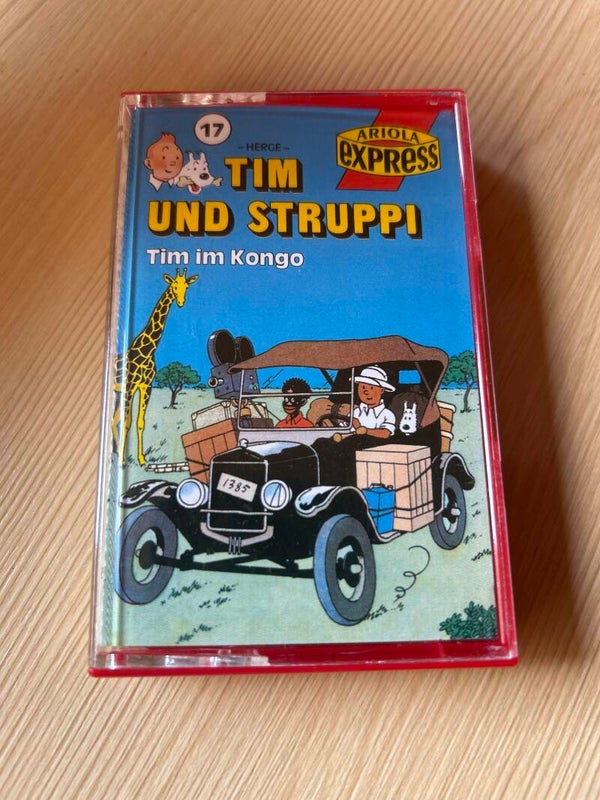 17
- HERGÉ -
TIM
UND STRUPPI
Tim im Kongo
ARIOLA
EXPRESS
1385